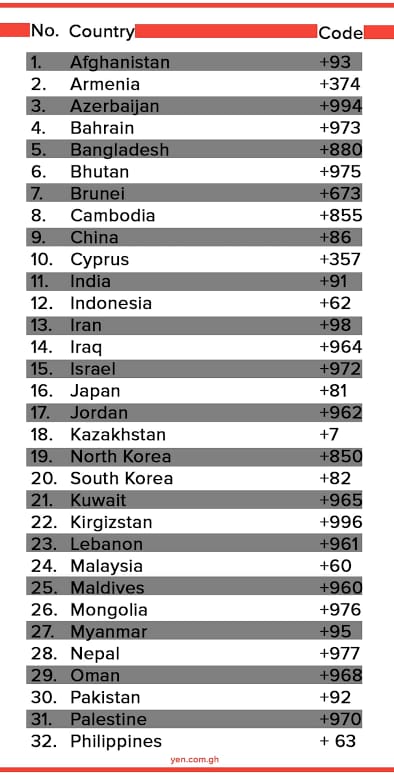 No. Country Code
1. Afghanistan +93
2. Armenia +374
3. Azerbaijan +994
4. Bahrain +973
5. Bangladesh +880
6. Bhutan +975
7. Brunei +673
8. Cambodia +855
9. China +86
10. Cyprus +357
11. India +91
12. Indonesia +62
13. Iran +98
14. Iraq +964
15. Israel +972
16. Japan +81
17. Jordan +962
18. Kazakhstan +7
19. North Korea +850
20. South Korea +82
21. Kuwait +965
22. Kirgizstan +996
23. Lebanon +961
24. Malaysia +60
25. Maldives +960
26. Mongolia +976
27. Myanmar +95
28. Nepal +977
29. Oman +968
30. Pakistan +92
31. Palestine +970
32. Philippines + 63
yen.com.gh